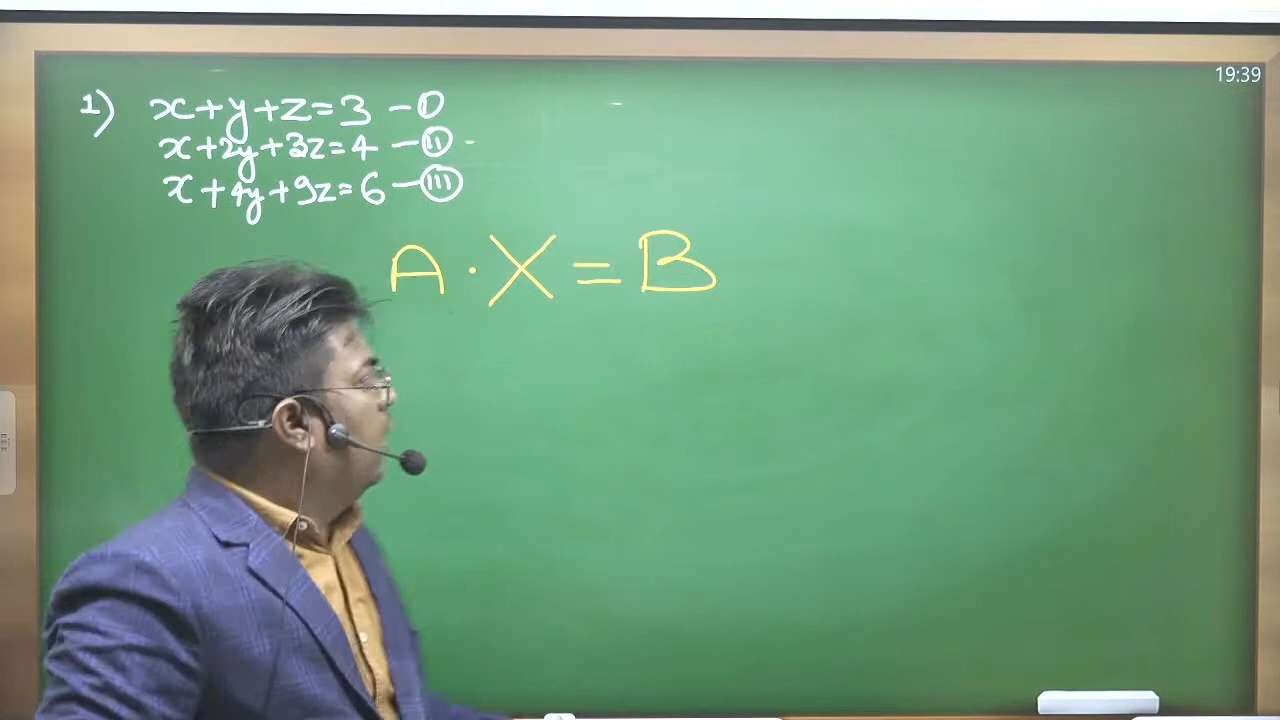 1) x+y+z=3 –(I)
x+2y+3z=4 –(II)
x+4y+9z=6 –(III)
A·X=B
19:39